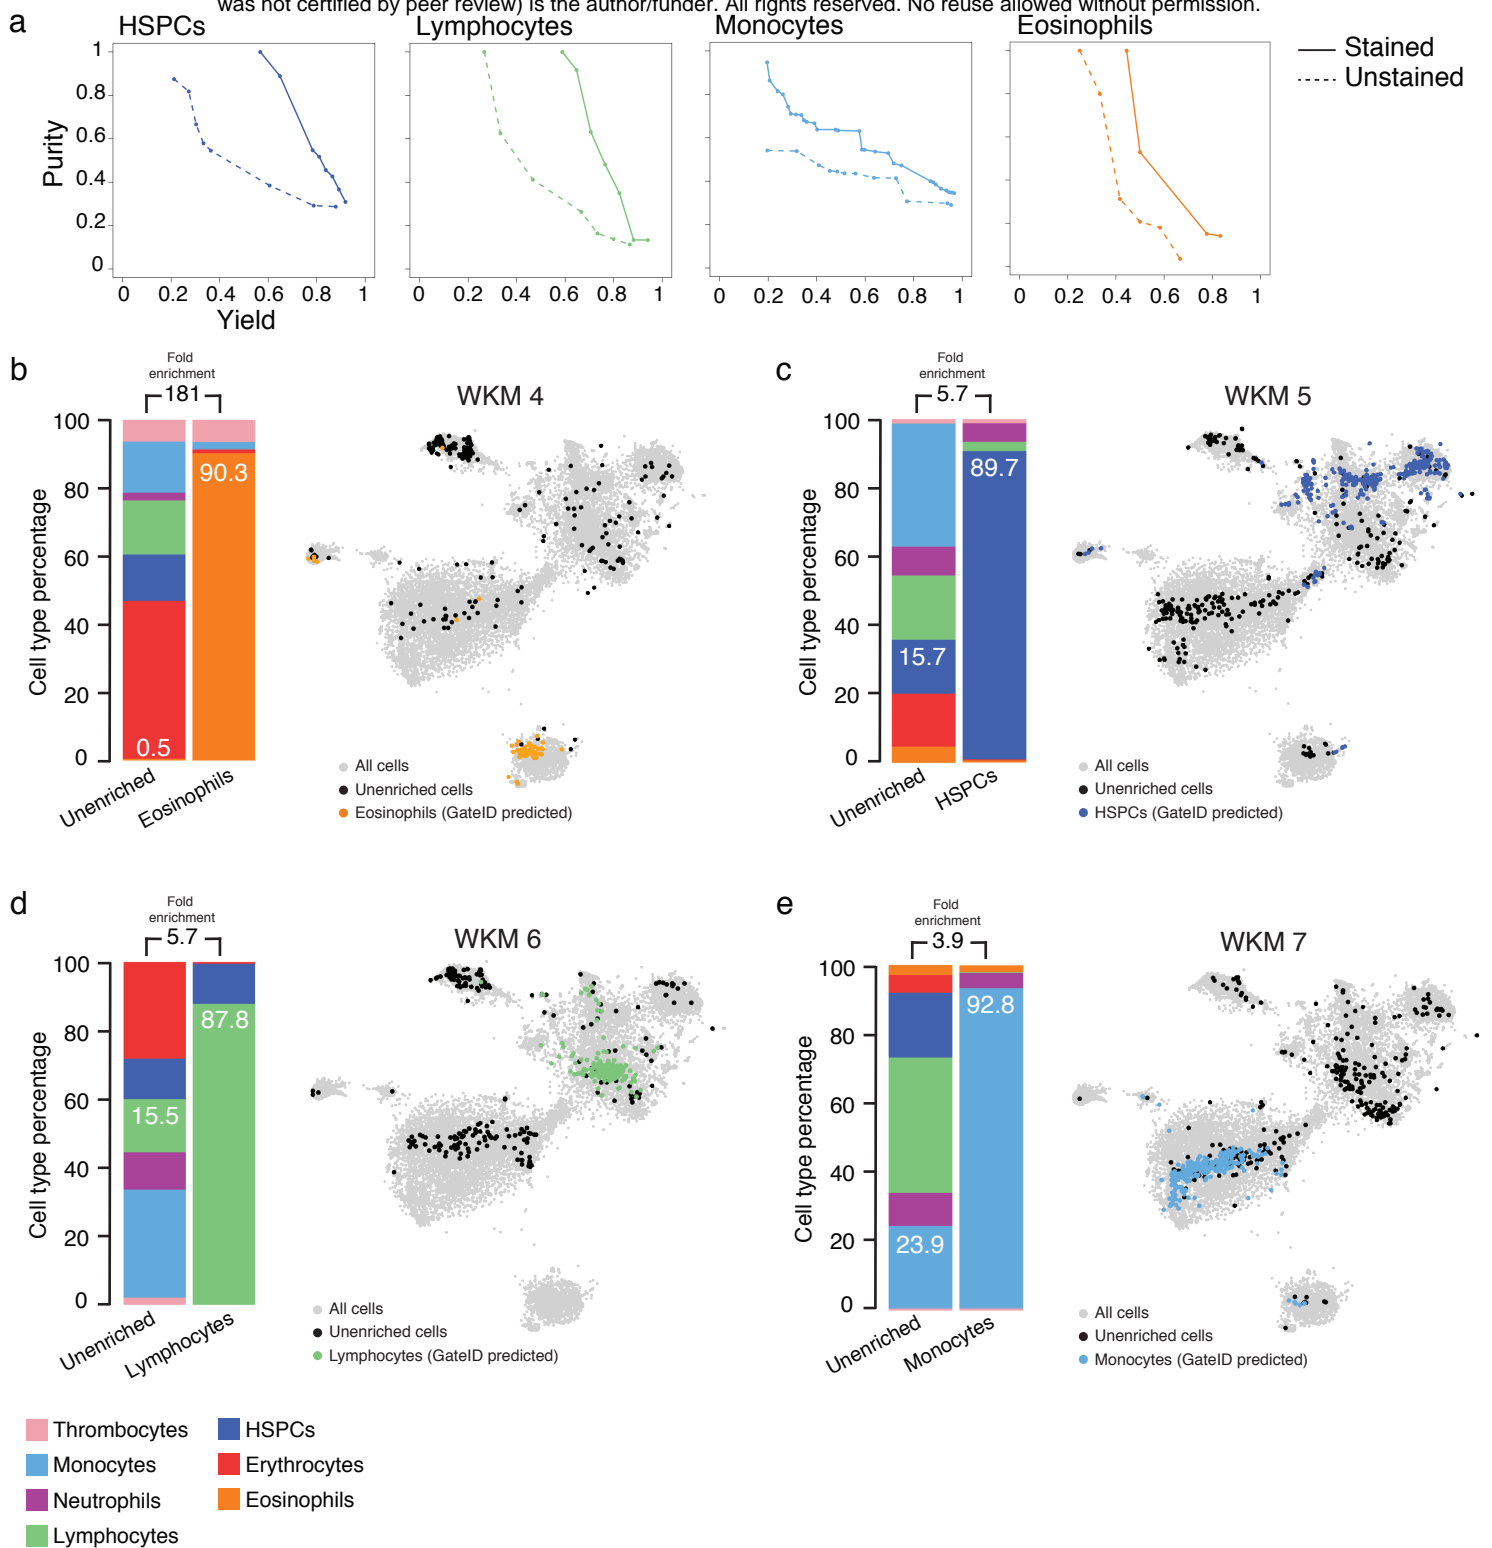 was not certified by peer review) is the author/funder. All rights reserved. No reuse allowed without permission.
a
HSPCs
Lymphocytes
Monocytes
Eosinophils
Stained
Unstained
Purity
1
0.8
0.6
0.4
0.2
0
0 0.2 0.4 0.6 0.8 1
0 0.2 0.4 0.6 0.8 1
0 0.2 0.4 0.6 0.8 1
0 0.2 0.4 0.6 0.8 1
Yield
b
Fold
enrichment
181
WKM 4
Cell type percentage
100
80
60
40
20
0
90.3
0.5
Unenriched
Eosinophils
All cells
Unenriched cells
Eosinophils (GateID predicted)
c
Fold
enrichment
5.7
WKM 5
Cell type percentage
100
80
60
40
20
0
89.7
15.7
Unenriched
HSPCs
All cells
Unenriched cells
HSPCs (GateID predicted)
d
Fold
enrichment
5.7
WKM 6
Cell type percentage
100
80
60
40
20
0
87.8
15.5
Unenriched
Lymphocytes
All cells
Unenriched cells
Lymphocytes (GateID predicted)
e
Fold
enrichment
3.9
WKM 7
Cell type percentage
100
80
60
40
20
0
92.8
23.9
Unenriched
Monocytes
All cells
Unenriched cells
Monocytes (GateID predicted)
Thrombocytes
Monocytes
Neutrophils
Lymphocytes
HSPCs
Erythrocytes
Eosinophils